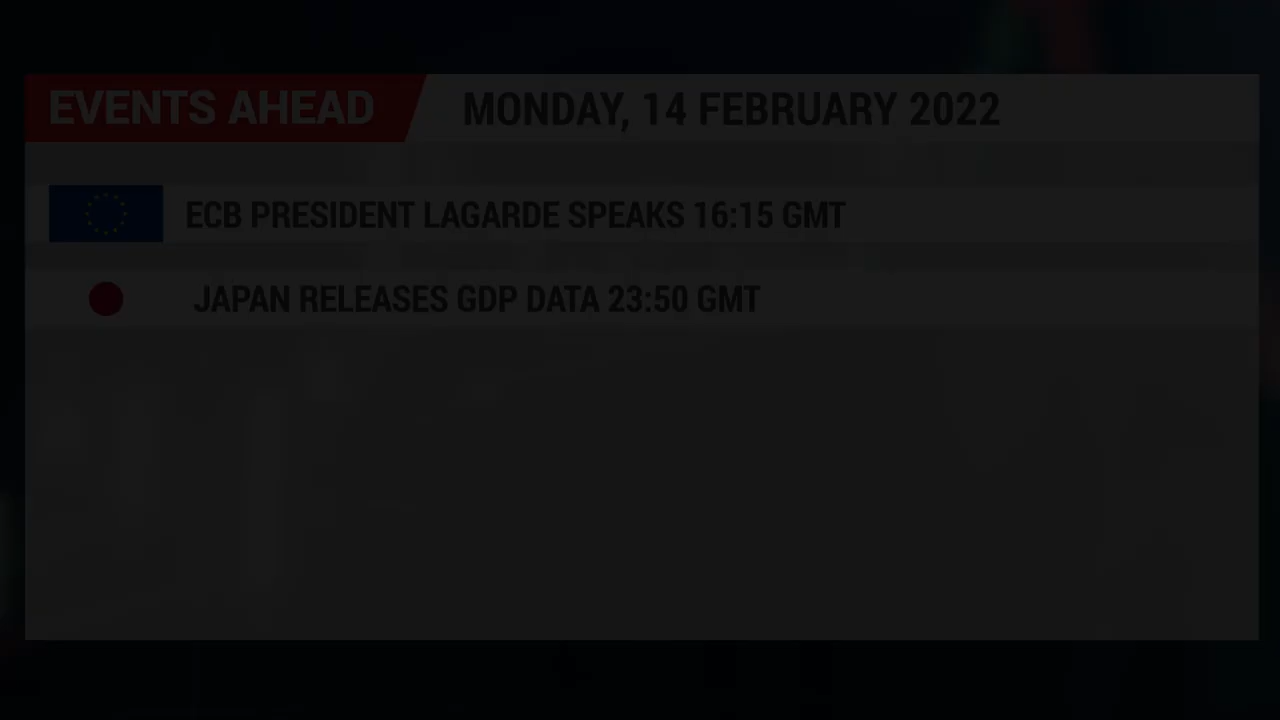 EVENTS AHEAD
MONDAY, 14 FEBRUARY 2022
ECB PRESIDENT LAGARDE SPEAKS 16:15 GMT
JAPAN RELEASES GDP DATA 23:50 GMT